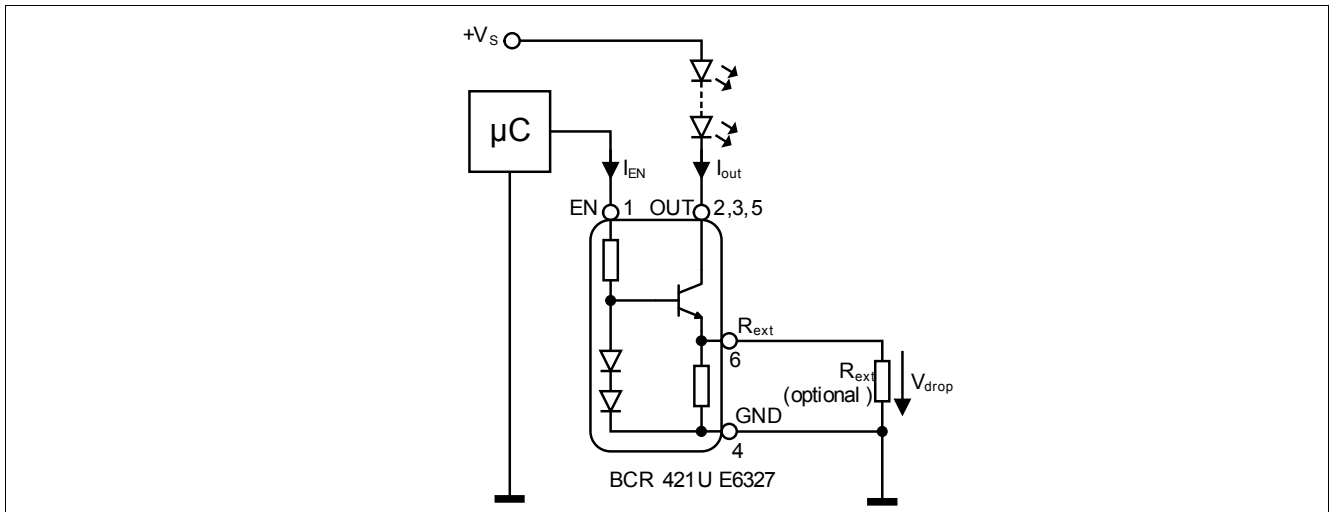 +VS
µC
IEN
Iout
EN 1 OUT 2,3,5
Rext
6
Rext
(optional)
Vdrop
GND
4
BCR 421U E6327